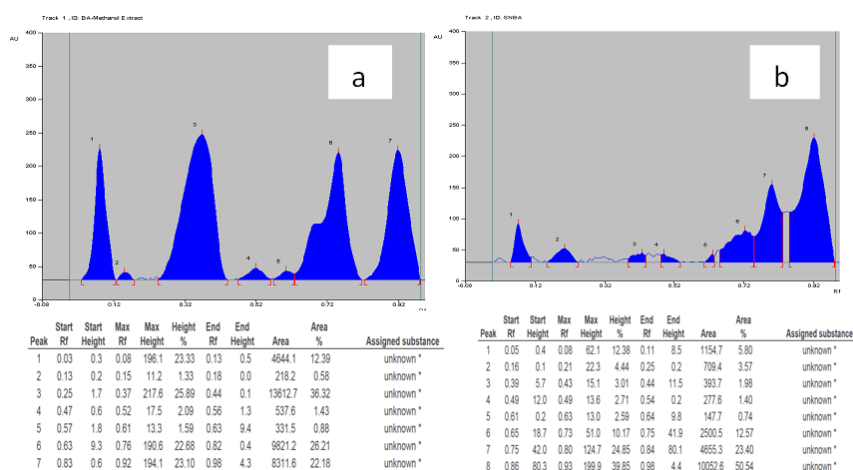 Track 1 , ID: BA-Methanol Extract
AU
400
350
300
250
200
150
100
50
0
a
1
2
3
4
5
6
7
-0.08 0.12 0.32 0.52 0.72 0.92
Rf
Peak Start Rf Start Height Max Rf Max Height Height % End Rf End Height Area Area % Assigned substance
1 0.03 0.3 0.08 196.1 23.33 0.13 0.5 4644.1 12.39 unknown *
2 0.13 0.2 0.15 11.2 1.33 0.18 0.0 218.2 0.58 unknown *
3 0.25 1.7 0.37 217.6 25.89 0.44 0.1 13612.7 36.32 unknown *
4 0.47 0.6 0.52 17.5 2.09 0.56 1.3 537.6 1.43 unknown *
5 0.57 1.8 0.61 13.3 1.59 0.63 9.4 331.5 0.88 unknown *
6 0.63 9.3 0.76 190.6 22.68 0.82 0.4 9821.2 26.21 unknown *
7 0.83 0.6 0.92 194.1 23.10 0.98 4.3 8311.6 22.18 unknown *
Track 2 , ID: SNBA
AU
400
350
300
250
200
150
100
50
0
b
1
2
3
4
5
6
7
8
-0.08 0.12 0.32 0.52 0.72 0.92
Rf
Peak Start Rf Start Height Max Rf Max Height Height % End Rf End Height Area Area % Assigned substance
1 0.05 0.4 0.08 62.1 12.38 0.11 8.5 1154.7 5.80 unknown *
2 0.16 0.1 0.21 22.3 4.44 0.25 0.2 709.4 3.57 unknown *
3 0.39 5.7 0.43 15.1 3.01 0.44 11.5 393.7 1.98 unknown *
4 0.49 12.0 0.49 13.6 2.71 0.54 0.2 277.6 1.40 unknown *
5 0.61 0.2 0.63 13.0 2.59 0.64 9.8 147.7 0.74 unknown *
6 0.65 18.7 0.73 51.0 10.17 0.75 41.9 2500.5 12.57 unknown *
7 0.75 42.0 0.80 124.7 24.85 0.84 80.1 4655.3 23.40 unknown *
8 0.86 80.3 0.93 199.9 39.85 0.98 4.4 10052.6 50.54 unknown *